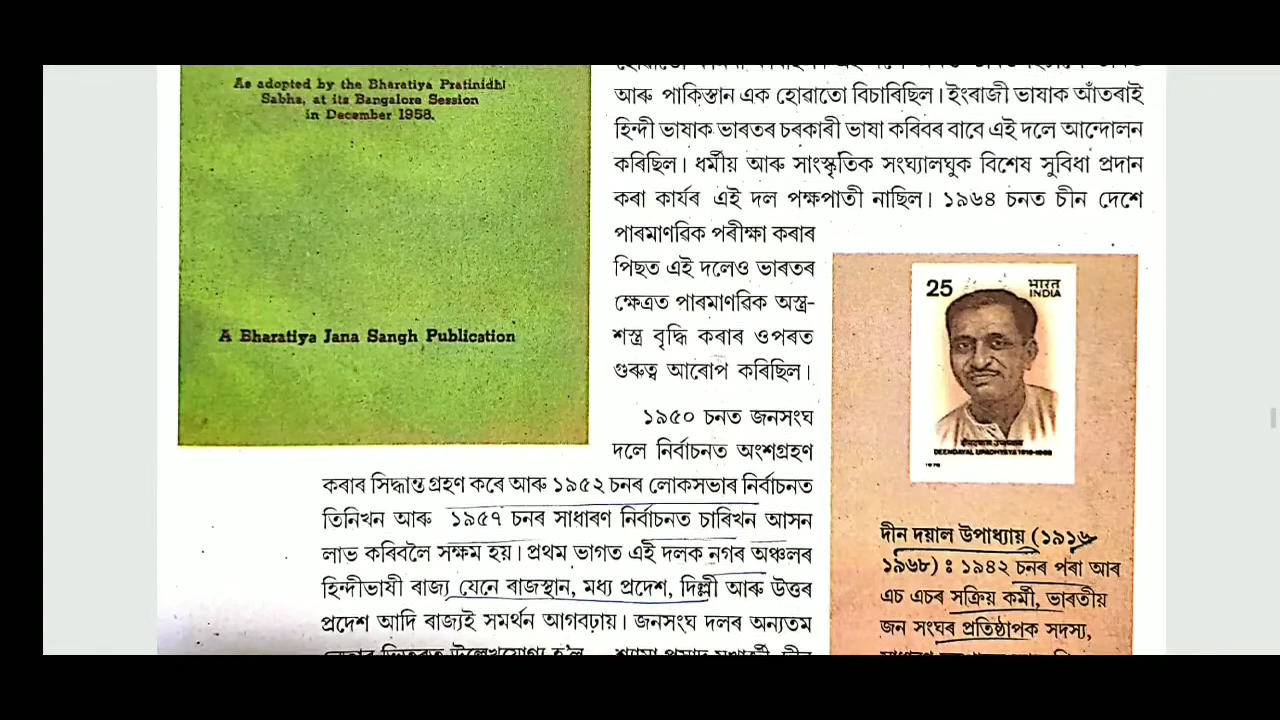 As adopted by the Bharatiya Pratinidhi
Sabha, at its Bangalore Session
in December 1958.
A Bharatiya Jana Sangh Publication
আৰু পাকিস্তান এক হোৱাতো বিচাৰিছিল। ইংৰাজী ভাষাক আঁতৰাই
হিন্দী ভাষাক ভাৰতৰ চৰকাৰী ভাষা কৰিবৰ বাবে এই দলে আন্দোলন
কৰিছিল। ধৰ্মীয় আৰু সাংস্কৃতিক সংখ্যালঘুক বিশেষ সুবিধা প্ৰদান
কৰা কাৰ্যৰ এই দল পক্ষপাতী নাছিল। ১৯৬৪ চনত চীন দেশে
পাৰমাণৱিক পৰীক্ষা কৰাৰ
পিছত এই দলেও ভাৰতৰ
ক্ষেত্ৰত পাৰমাণৱিক অস্ত্ৰ-
শস্ত্ৰ বৃদ্ধি কৰাৰ ওপৰত
গুৰুত্ব আৰোপ কৰিছিল।
১৯৫০ চনত জনসংঘ
দলে নিৰ্বাচনত অংশগ্ৰহণ
কৰাৰ সিদ্ধান্ত গ্ৰহণ কৰে আৰু ১৯৫২ চনৰ লোকসভাৰ নিৰ্বাচনত
তিনিখন আৰু ১৯৫৭ চনৰ সাধাৰণ নিৰ্বাচনত চাৰিখন আসন
লাভ কৰিবলৈ সক্ষম হয়। প্ৰথম ভাগত এই দলক নগৰ অঞ্চলৰ
হিন্দীভাষী ৰাজ্য যেনে ৰাজস্থান, মধ্য প্ৰদেশ, দিল্লী আৰু উত্তৰ
প্ৰদেশ আদি ৰাজ্যই সমৰ্থন আগবঢ়ায়। জনসংঘ দলৰ অন্যতম
25 भारत
INDIA
DEENDAYAL UPADHYAYA 1916-1968
দীন দয়াল উপাধ্যায় (১৯১৬
১৯৬৮) ঃ ১৯৪২ চনৰ পৰা আৰ
এচ এচৰ সক্ৰিয় কৰ্মী, ভাৰতীয়
জন সংঘৰ প্ৰতিষ্ঠাপক সদস্য,